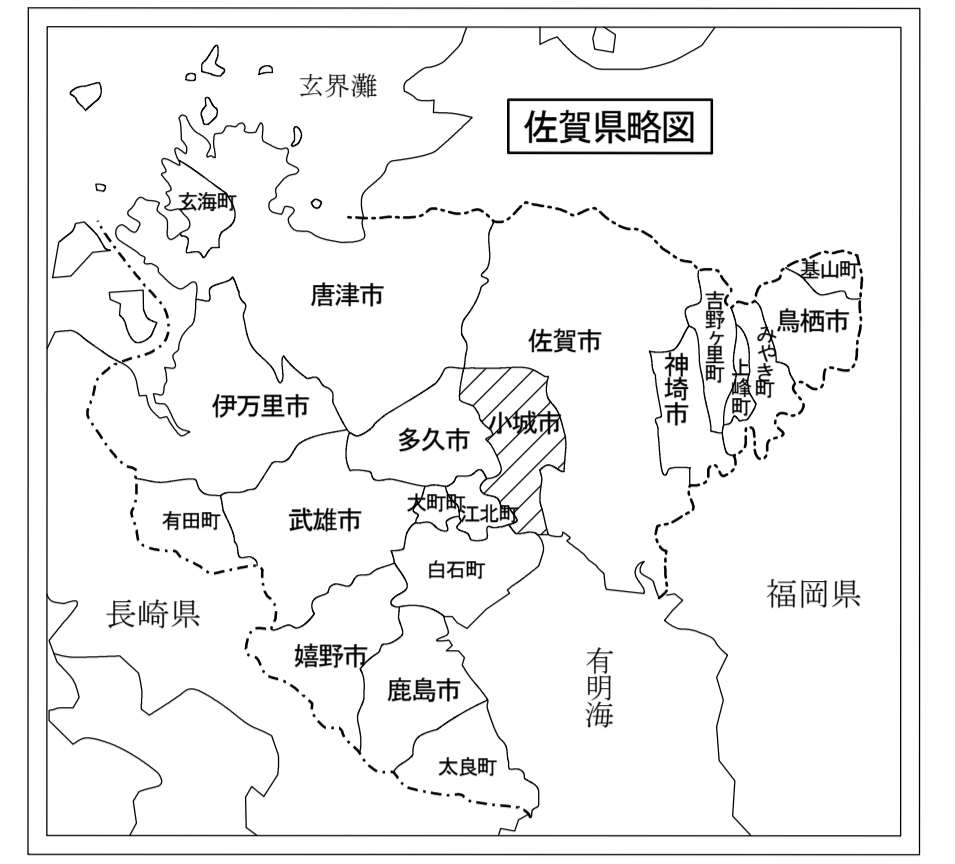 玄界灘
佐賀県略図
玄海町
唐津市
佐賀市
基山町
鳥栖市
吉野ヶ里町
みやき町
上峰町
神埼市
伊万里市
多久市
小城市
有田町
武雄市
大町町
江北町
白石町
長崎県
福岡県
嬉野市
鹿島市
有明海
太良町